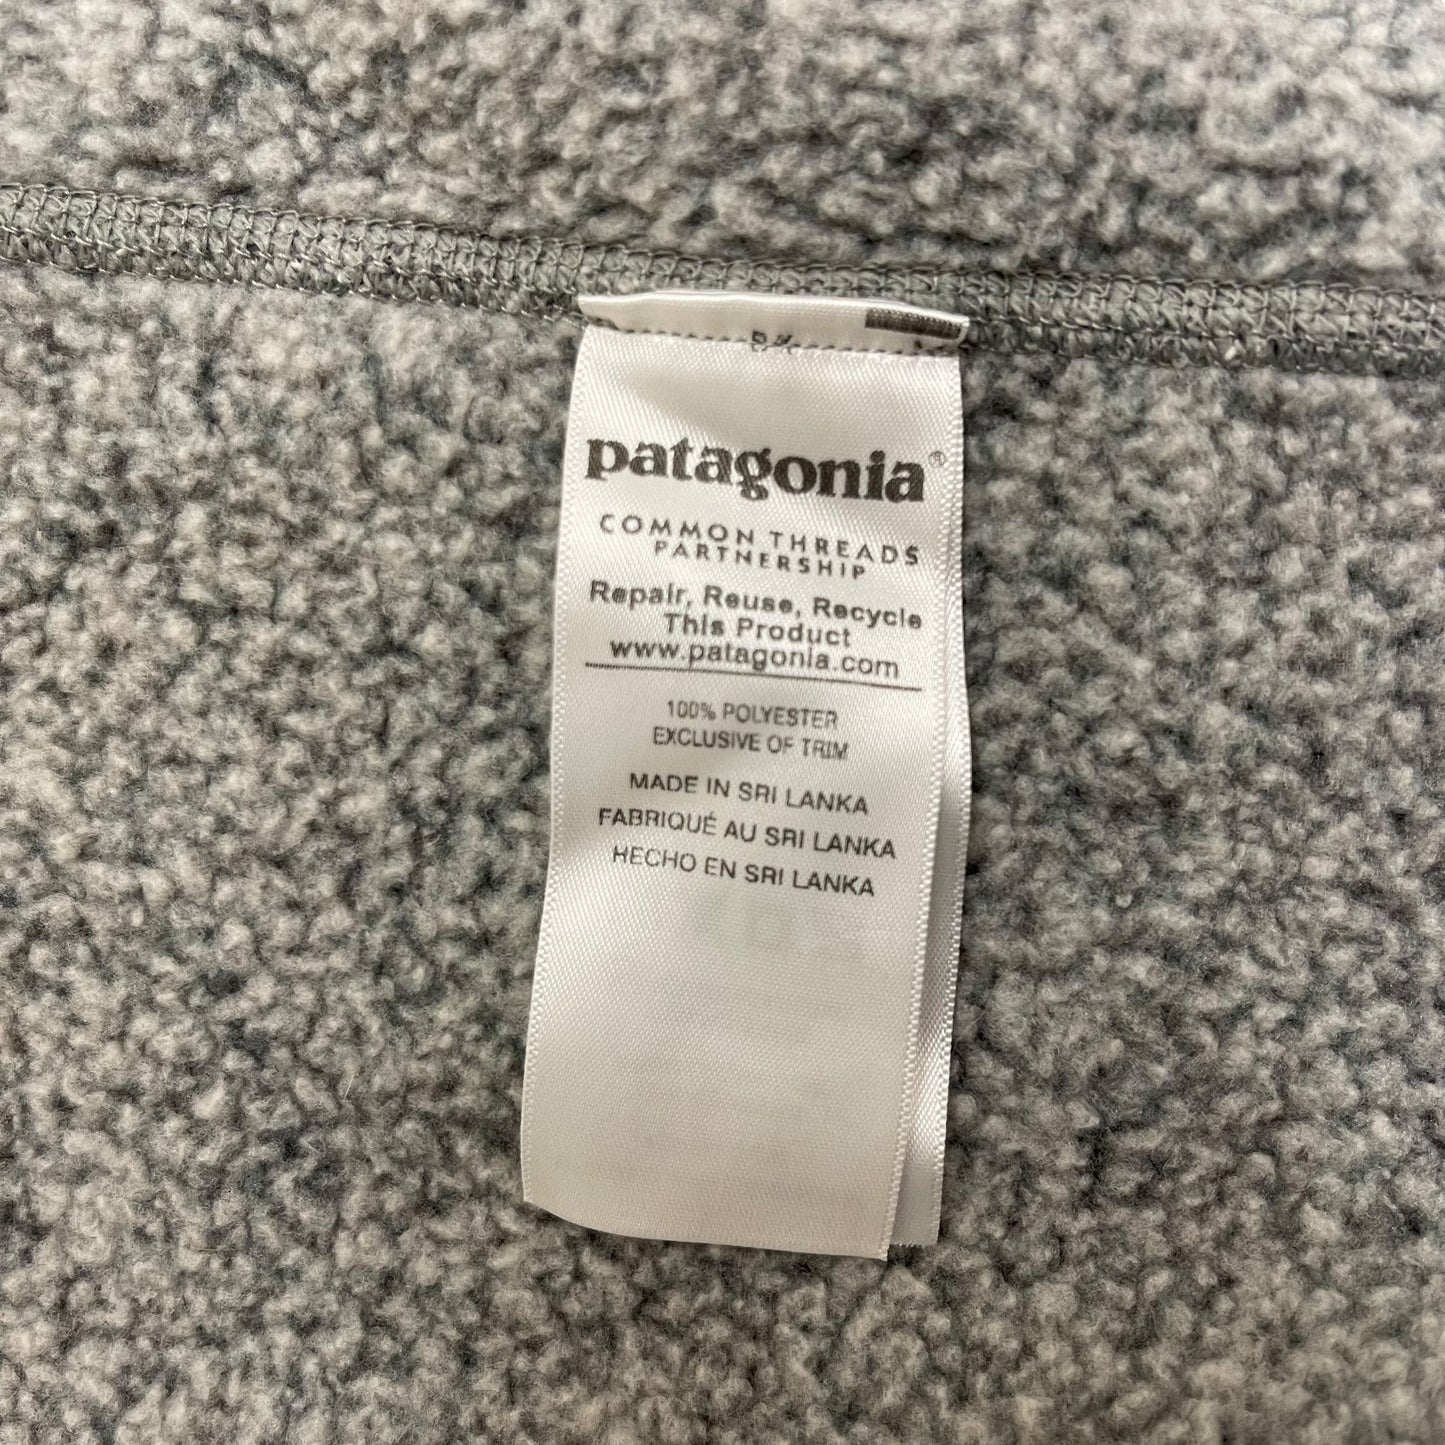 patagonia®
COMMON THREADS
PARTNERSHIP
Repair, Reuse, Recycle
This Product
www.patagonia.com
100% POLYESTER
EXCLUSIVE OF TRIM
MADE IN SRI LANKA
FABRIQUÉ AU SRI LANKA
HECHO EN SRI LANKA